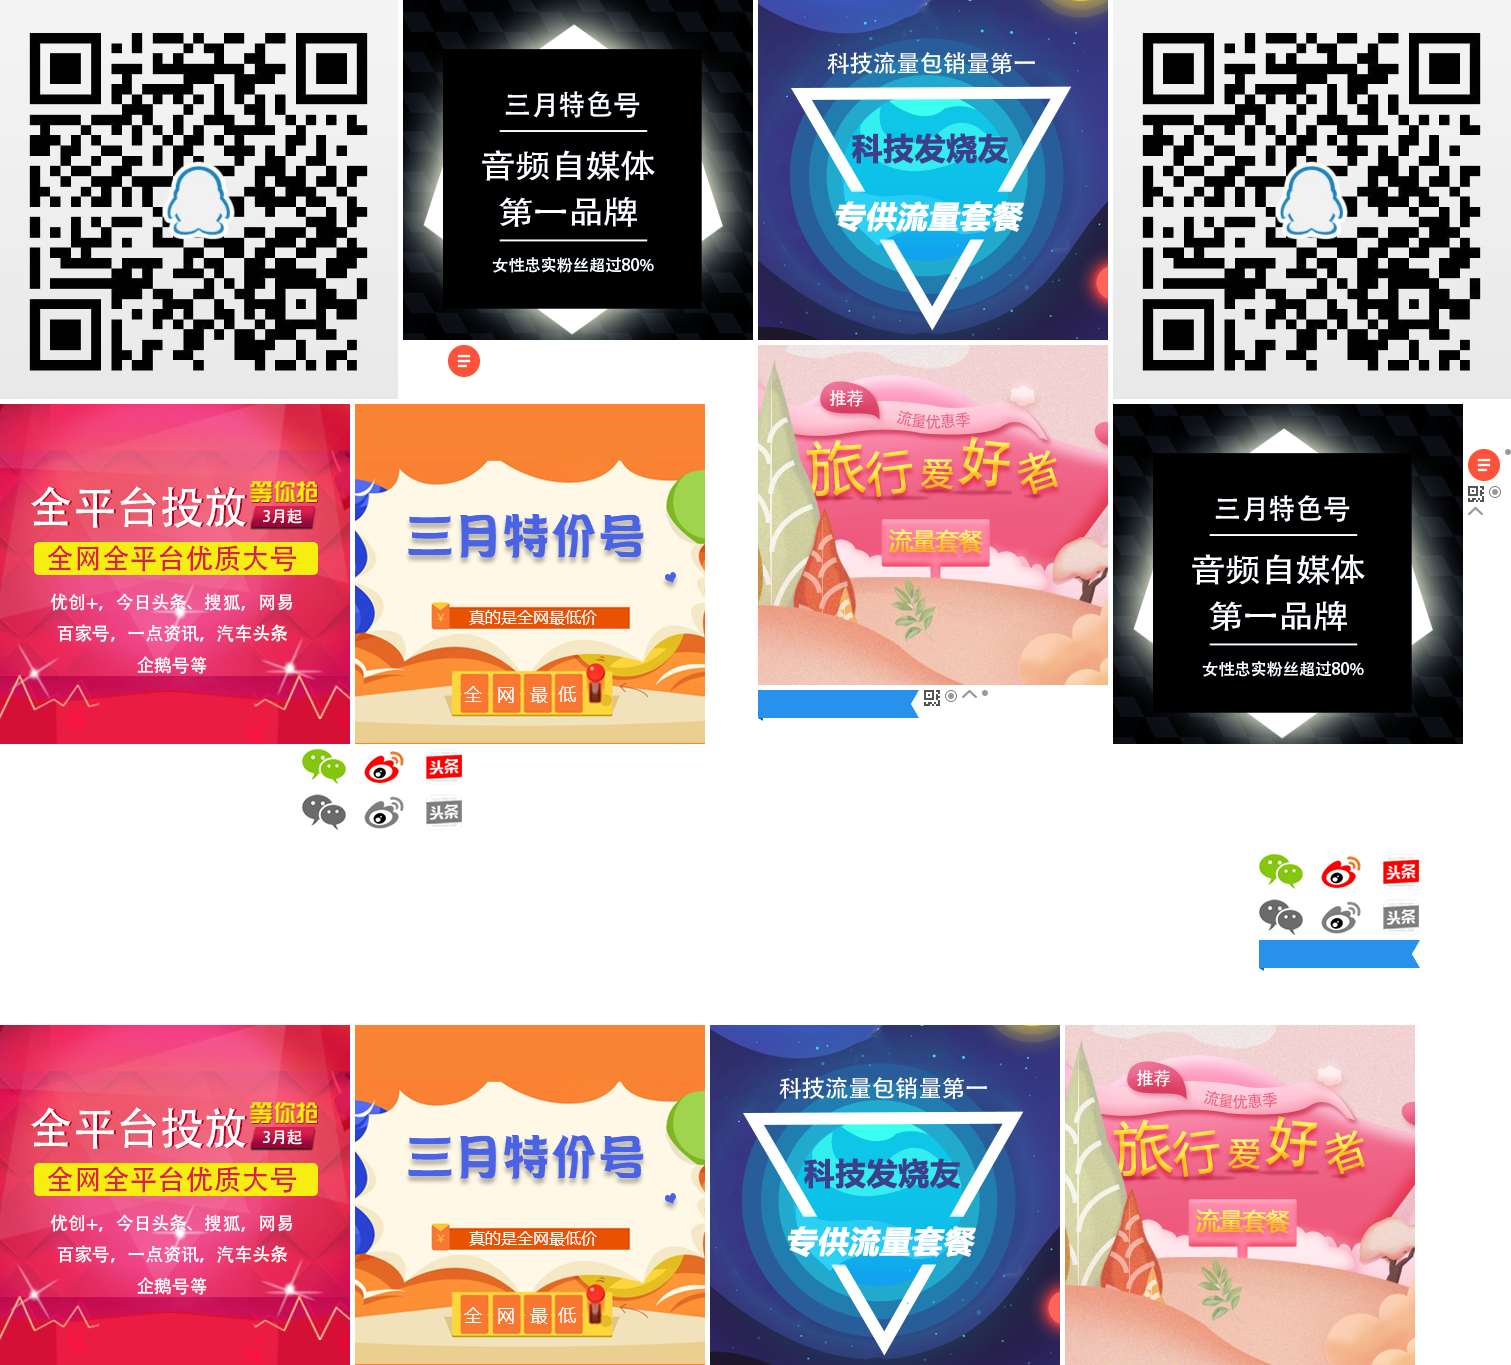 三月特色号
音频自媒体
第一品牌
女性忠实粉丝超过80%
科技流量包销量第一
科技发烧友
专供流量套餐
推荐
流量优惠季
旅行爱好者
流量套餐
全平台投放
等你抢
3月起
全网全平台优质大号
优创+，今日头条、搜狐，网易
百家号，一点资讯，汽车头条
企鹅号等
三月特价号
¥
真的是全网最低价
全网最低
三月特色号
音频自媒体
第一品牌
女性忠实粉丝超过80%
头条
头条
头条
头条
全平台投放
等你抢
3月起
全网全平台优质大号
优创+，今日头条、搜狐，网易
百家号，一点资讯，汽车头条
企鹅号等
三月特价号
¥
真的是全网最低价
全网最低
科技流量包销量第一
科技发烧友
专供流量套餐
推荐
流量优惠季
旅行爱好者
流量套餐